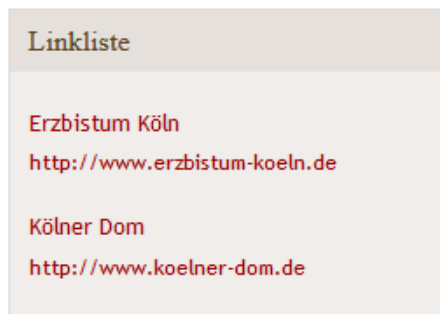 Linkliste
Erzbistum Köln
http://www.erzbistum-koeln.de
Kölner Dom
http://www.koelner-dom.de